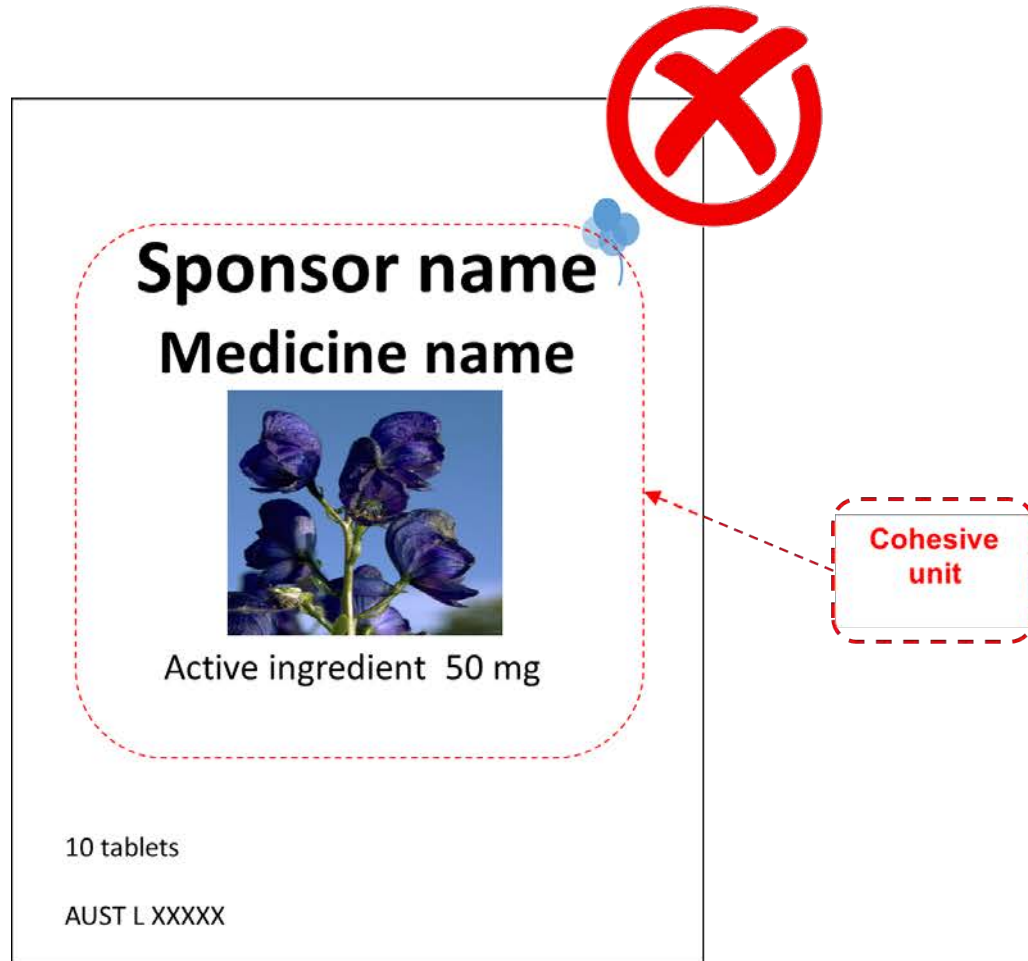 Sponsor name
Medicine name
Active ingredient 50 mg
Cohesive
unit
10 tablets
AUST L XXXXX